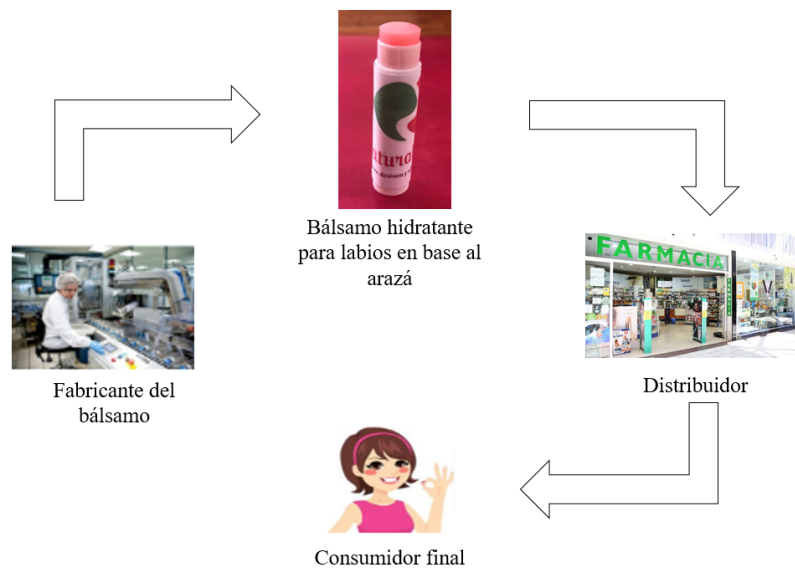 Bálsamo hidratante
para labios en base al
arazá
FARMACIA
Fabricante del
bálsamo
Distribuidor
Consumidor final